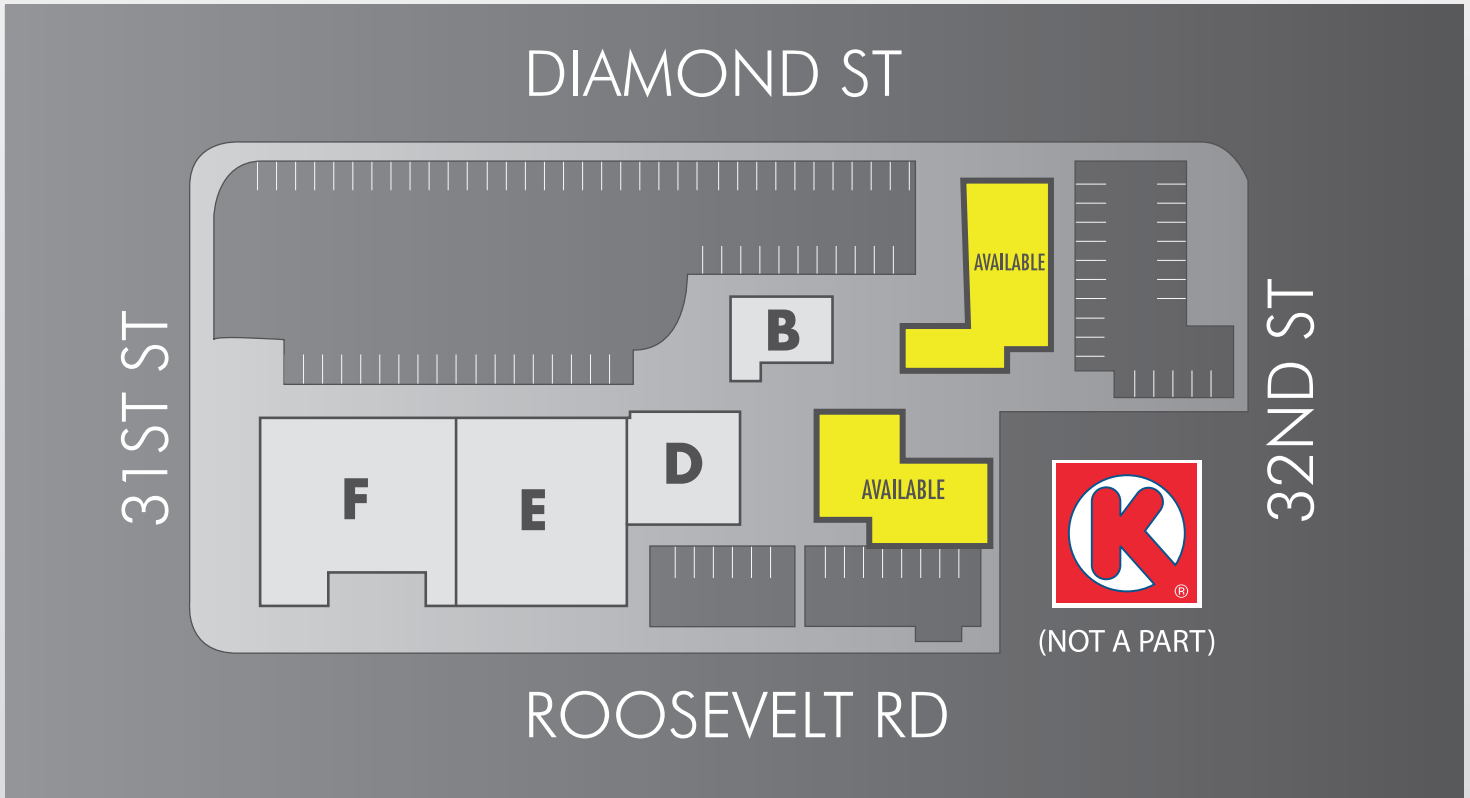 DIAMOND ST
AVAILABLE
B
31ST ST
32ND ST
D
F
E
AVAILABLE
K
®
(NOT A PART)
ROOSEVELT RD